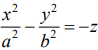 x²/a² − y²/b² = −z